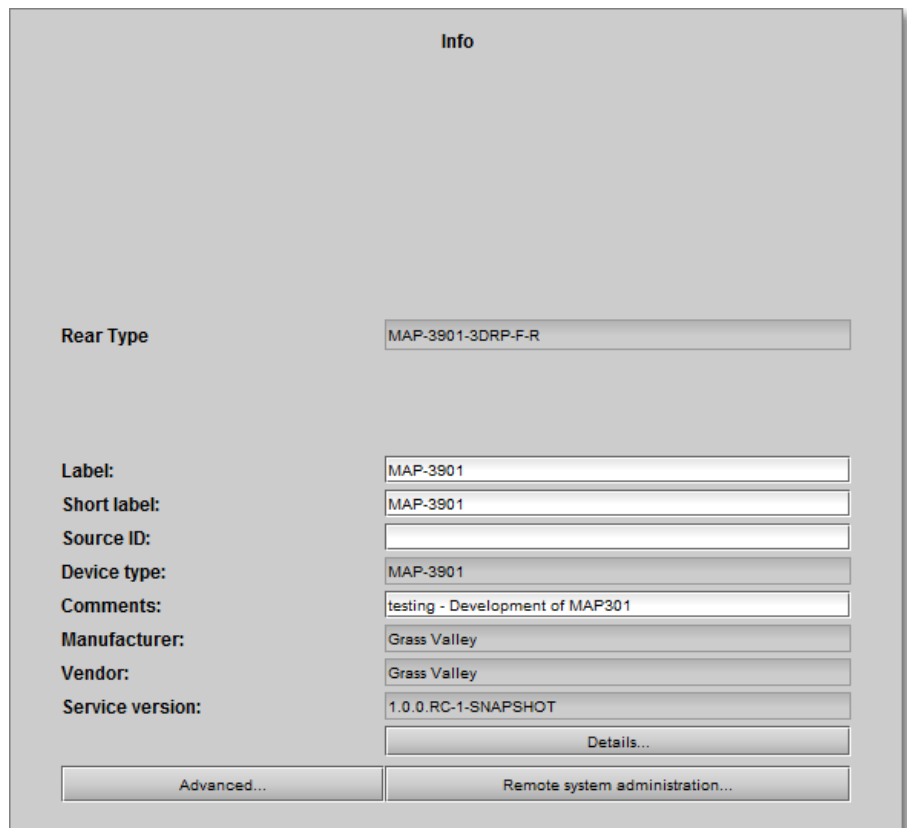 Info
Rear Type MAP-3901-3DRP-F-R
Label: MAP-3901
Short label: MAP-3901
Source ID:
Device type: MAP-3901
Comments: testing - Development of MAP301
Manufacturer: Grass Valley
Vendor: Grass Valley
Service version: 1.0.0.RC-1-SNAPSHOT
Details...
Advanced... Remote system administration...